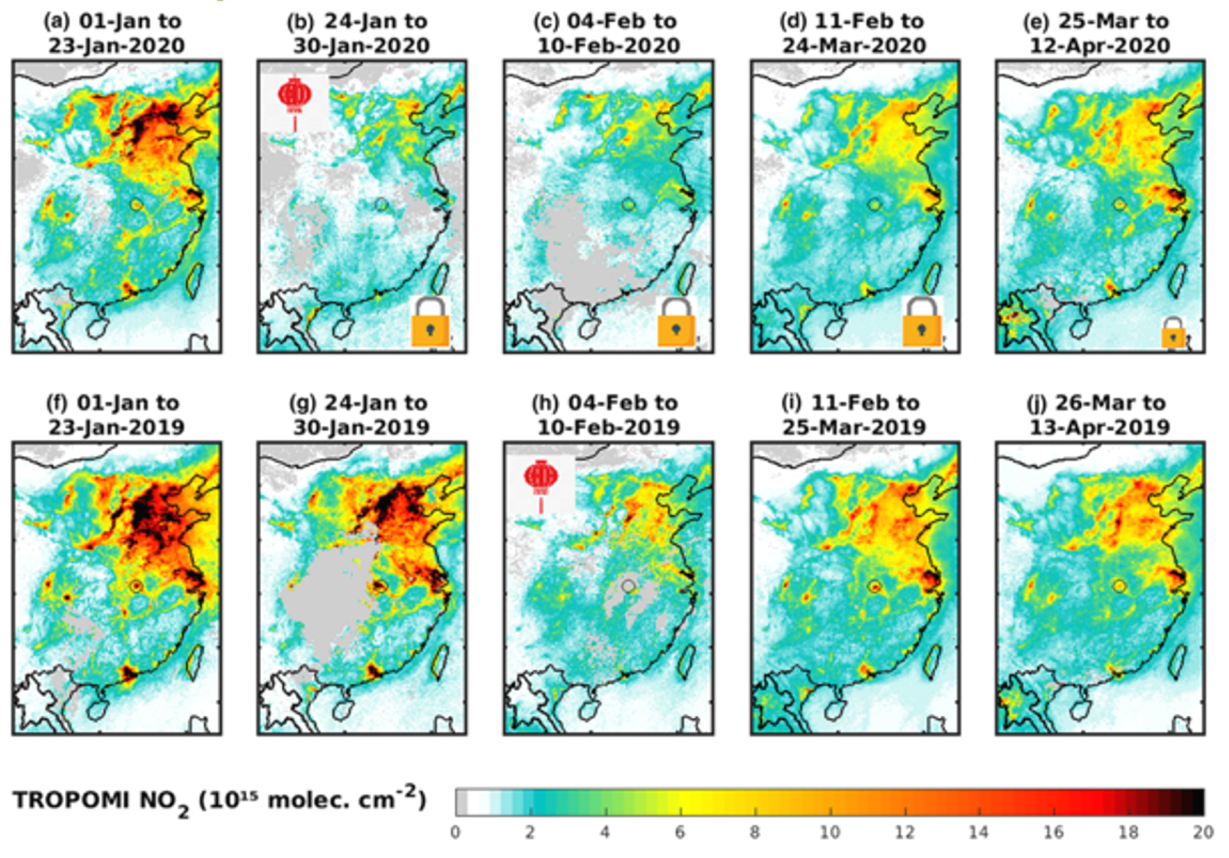 (a) 01-Jan to
23-Jan-2020
(b) 24-Jan to
30-Jan-2020
(c) 04-Feb to
10-Feb-2020
(d) 11-Feb to
24-Mar-2020
(e) 25-Mar to
12-Apr-2020
(f) 01-Jan to
23-Jan-2019
(g) 24-Jan to
30-Jan-2019
(h) 04-Feb to
10-Feb-2019
(i) 11-Feb to
25-Mar-2019
(j) 26-Mar to
13-Apr-2019
TROPOMI NO₂ (10¹⁵ molec. cm⁻²)
0 2 4 6 8 10 12 14 16 18 20